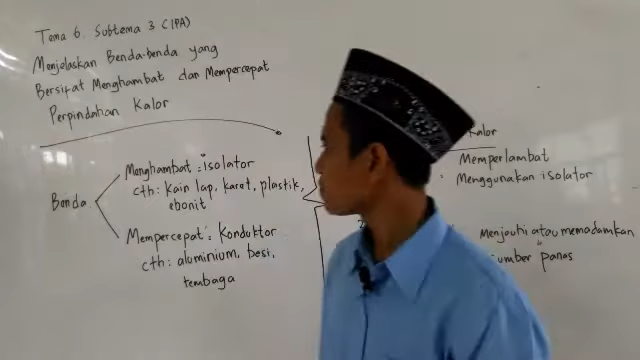 Tema 6. Subtema 3 (IPA)
Menjelaskan Benda-benda yang
Bersifat Menghambat dan Mempercepat
Perpindahan Kalor
Benda
Menghambat : isolator
cth: kain lap, karet, plastik,
ebonit
Mempercepat : Konduktor
cth: aluminium, besi,
tembaga
Kalor
Memperlambat
Menggunakan isolator
Menjauhi atau memadamkan
sumber panas